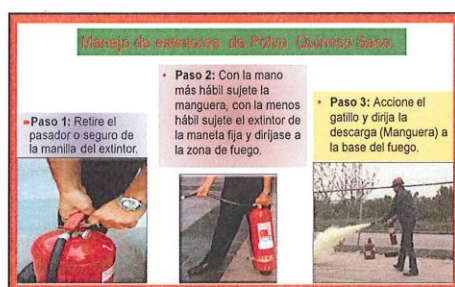 Manejo de extintores de Polvo Químico Seco.
Paso 1: Retire el
pasador o seguro de
la manilla del extintor.
• Paso 2: Con la mano
más hábil sujete la
manguera, con la menos
hábil sujete el extintor de
la maneta fija y diríjase a
la zona de fuego.
• Paso 3: Accione el
gatillo y dirija la
descarga (Manguera) a
la base del fuego.